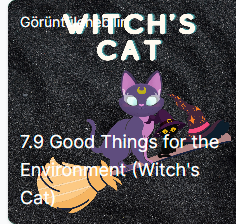 Görüntülenebilir
WITCH'S
CAT
7.9 Good Things for the
Environment (Witch's
Cat)